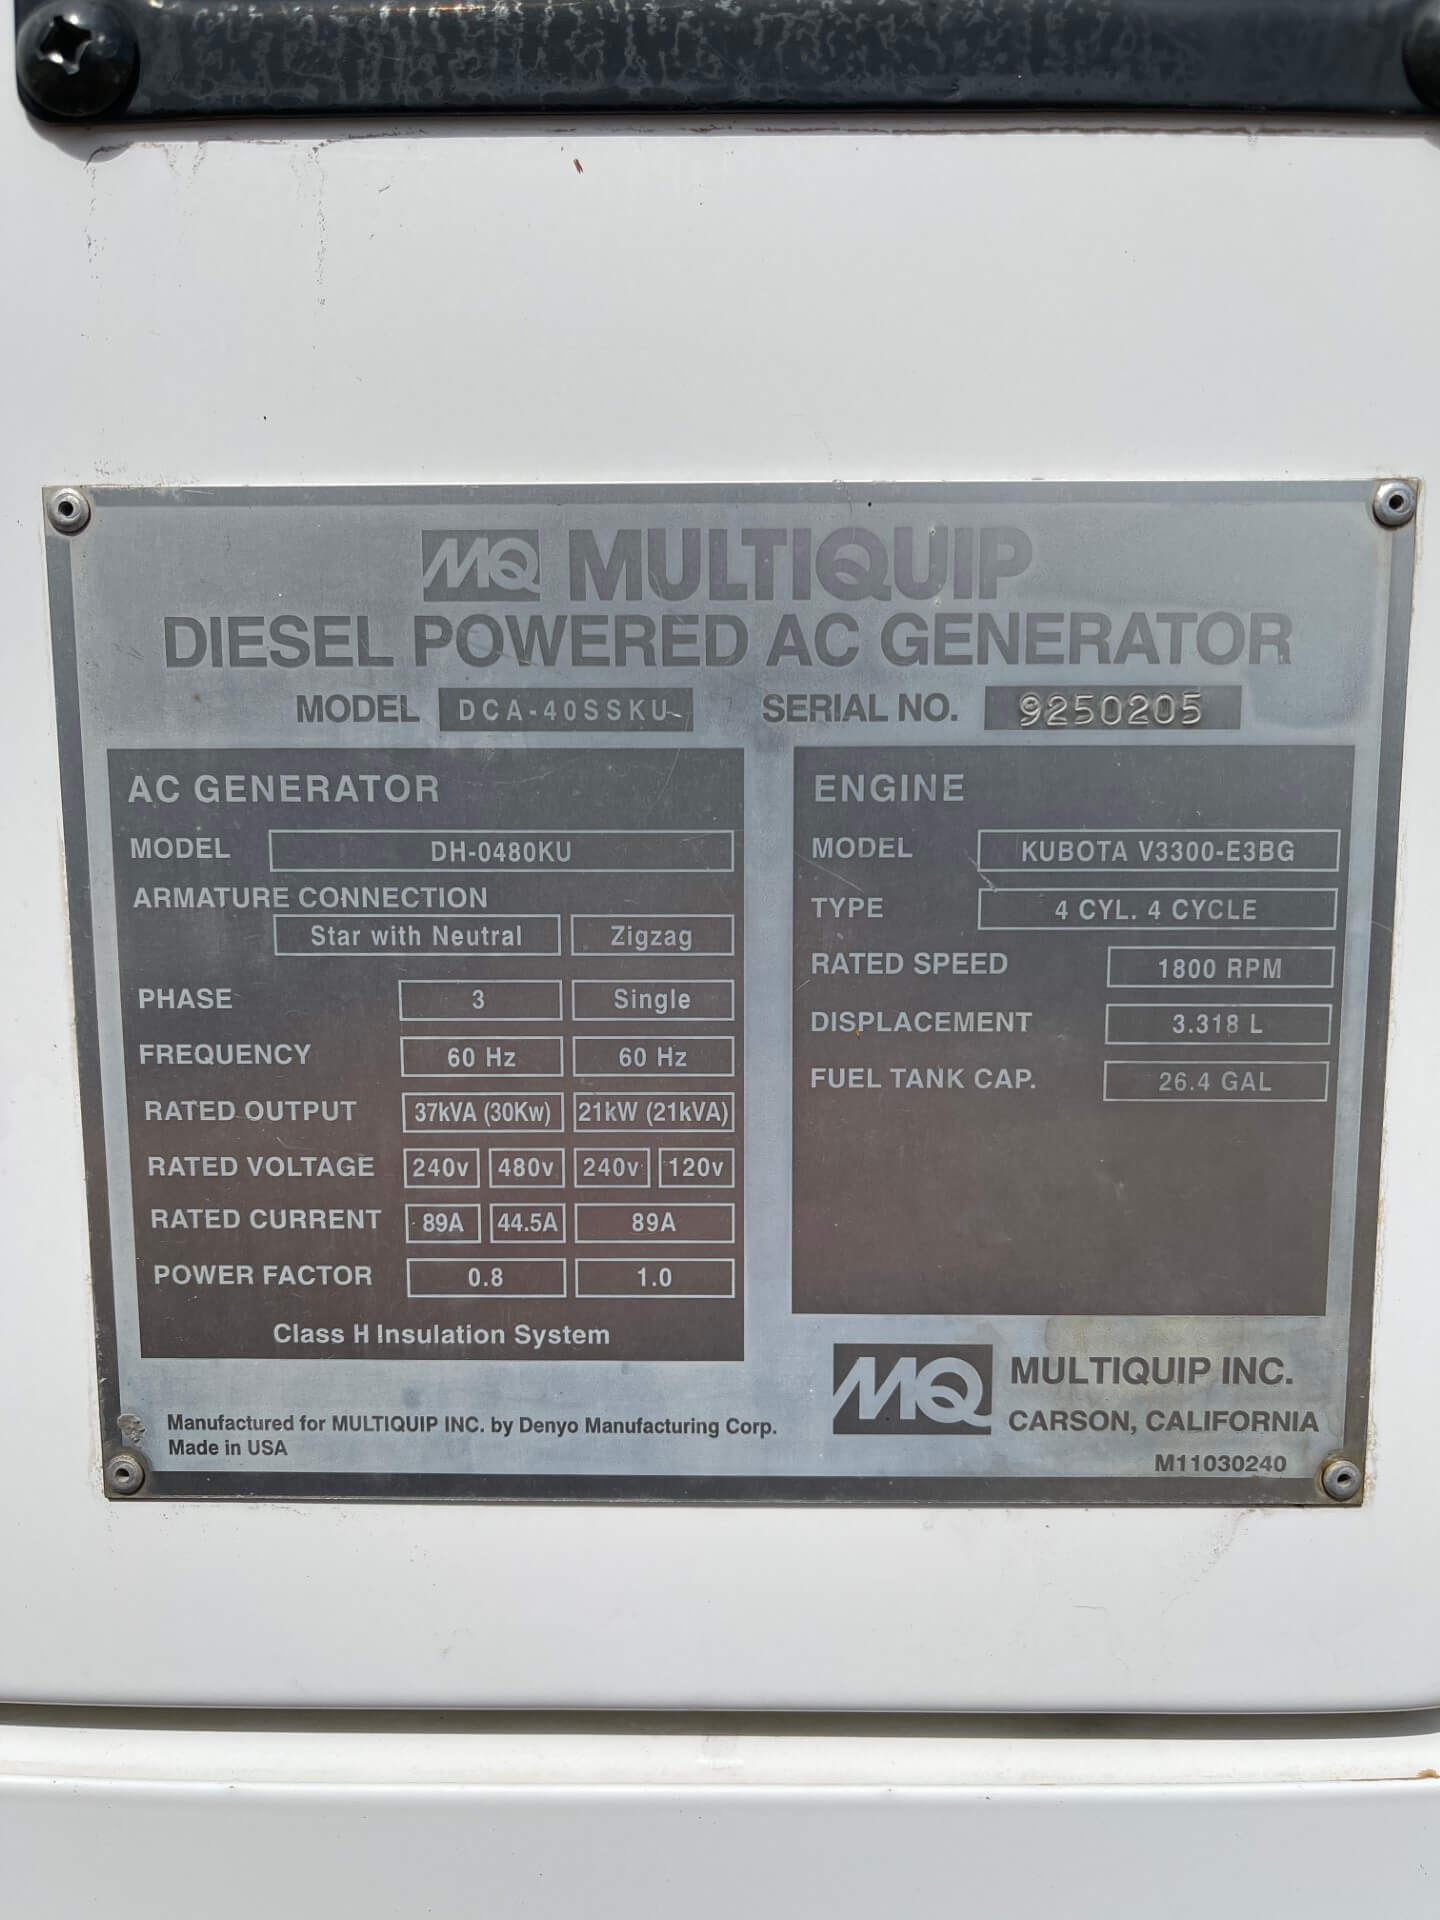 MQ MULTIQUIP
DIESEL POWERED AC GENERATOR
MODEL DCA-40SSKU SERIAL NO. 9250205
AC GENERATOR
MODEL DH-0480KU
ARMATURE CONNECTION
Star with Neutral Zigzag
PHASE 3 Single
FREQUENCY 60 Hz 60 Hz
RATED OUTPUT 37kVA (30Kw) 21kW (21kVA)
RATED VOLTAGE 240v 480v 240v 120v
RATED CURRENT 89A 44.5A 89A
POWER FACTOR 0.8 1.0
Class H Insulation System
ENGINE
MODEL KUBOTA V3300-E3BG
TYPE 4 CYL. 4 CYCLE
RATED SPEED 1800 RPM
DISPLACEMENT 3.318 L
FUEL TANK CAP. 26.4 GAL
Manufactured for MULTIQUIP INC. by Denyo Manufacturing Corp.
Made in USA
MQ MULTIQUIP INC.
CARSON, CALIFORNIA
M11030240